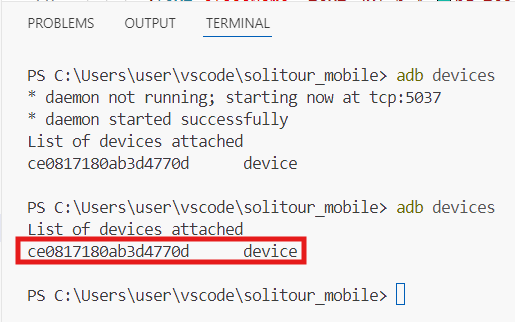 PROBLEMS OUTPUT TERMINAL
PS C:\Users\user\vscode\solitour_mobile> adb devices
* daemon not running; starting now at tcp:5037
* daemon started successfully
List of devices attached
ce0817180ab3d4770d device
PS C:\Users\user\vscode\solitour_mobile> adb devices
List of devices attached
ce0817180ab3d4770d device
PS C:\Users\user\vscode\solitour_mobile>